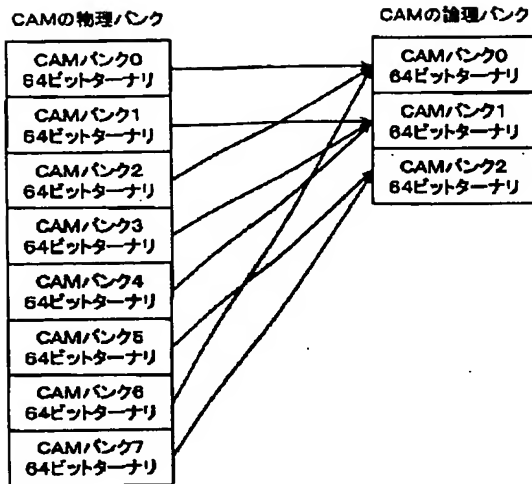 CAMの物理バンク
CAMバンク0
64ビットターナリ
CAMバンク1
64ビットターナリ
CAMバンク2
64ビットターナリ
CAMバンク3
64ビットターナリ
CAMバンク4
64ビットターナリ
CAMバンク5
64ビットターナリ
CAMバンク6
64ビットターナリ
CAMバンク7
64ビットターナリ
CAMの論理バンク
CAMバンク0
64ビットターナリ
CAMバンク1
64ビットターナリ
CAMバンク2
64ビットターナリ